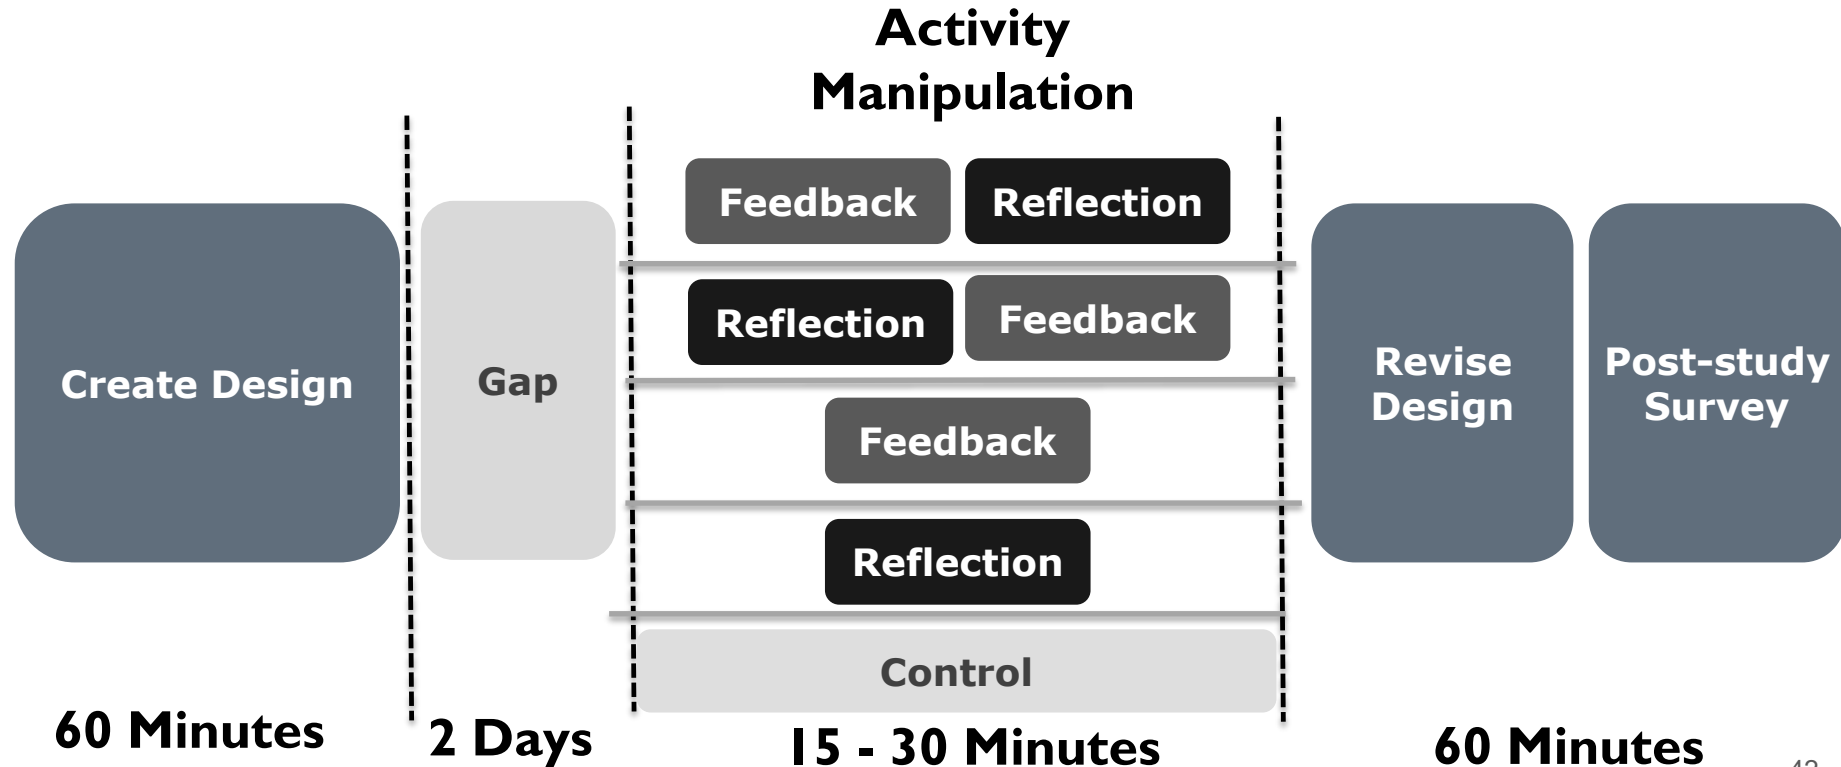 Activity
Manipulation
Feedback
Reflection
Reflection
Feedback
Feedback
Reflection
Control
Create Design
Gap
Revise
Design
Post-study
Survey
60 Minutes
2 Days
15 - 30 Minutes
60 Minutes